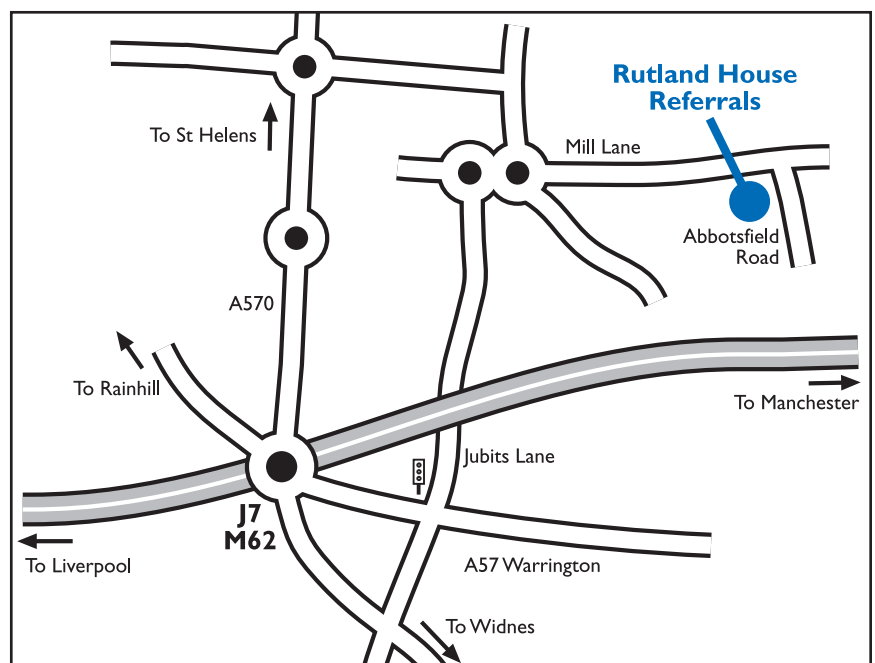 Rutland House
Referrals
To St Helens
Mill Lane
Abbotsfield
Road
A570
To Rainhill
To Manchester
Jubits Lane
J7
M62
To Liverpool
A57 Warrington
To Widnes